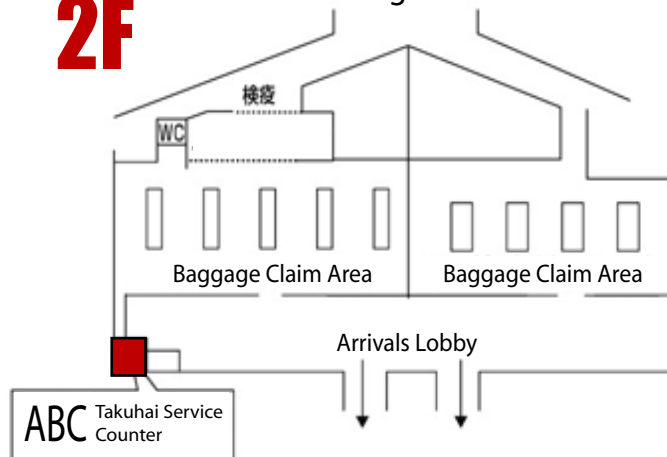 2F
検疫
WC
Baggage Claim Area
Baggage Claim Area
Arrivals Lobby
ABC Takuhai Service
Counter